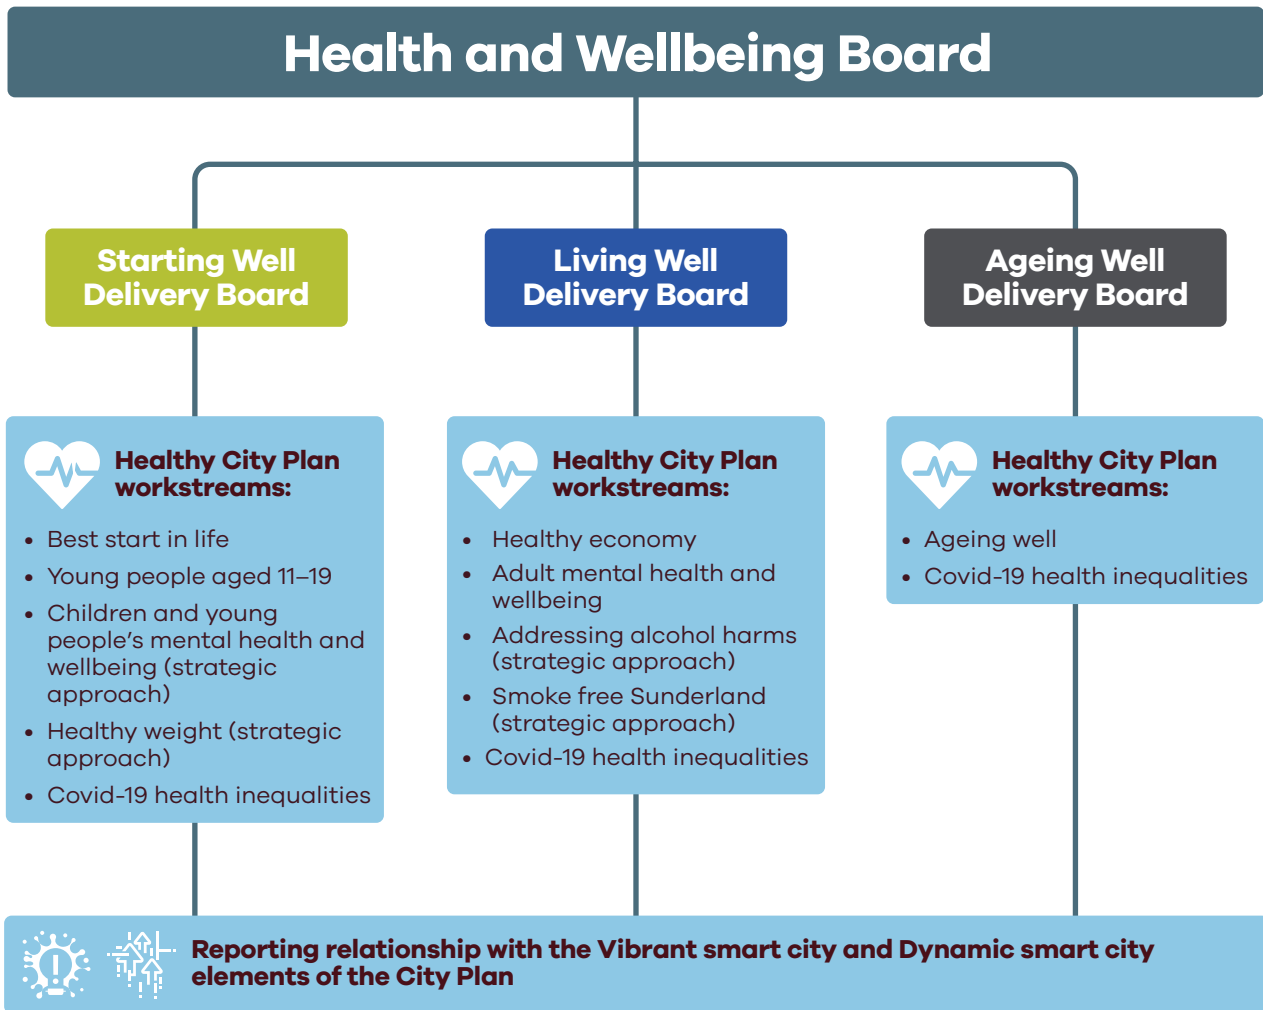 Health and Wellbeing Board
Starting Well
Delivery Board
Living Well
Delivery Board
Ageing Well
Delivery Board
Healthy City Plan
workstreams:
• Best start in life
• Young people aged 11–19
• Children and young
people’s mental health and
wellbeing (strategic
approach)
• Healthy weight (strategic
approach)
• Covid-19 health inequalities
Healthy City Plan
workstreams:
• Healthy economy
• Adult mental health and
wellbeing
• Addressing alcohol harms
(strategic approach)
• Smoke free Sunderland
(strategic approach)
• Covid-19 health inequalities
Healthy City Plan
workstreams:
• Ageing well
• Covid-19 health inequalities
Reporting relationship with the Vibrant smart city and Dynamic smart city
elements of the City Plan